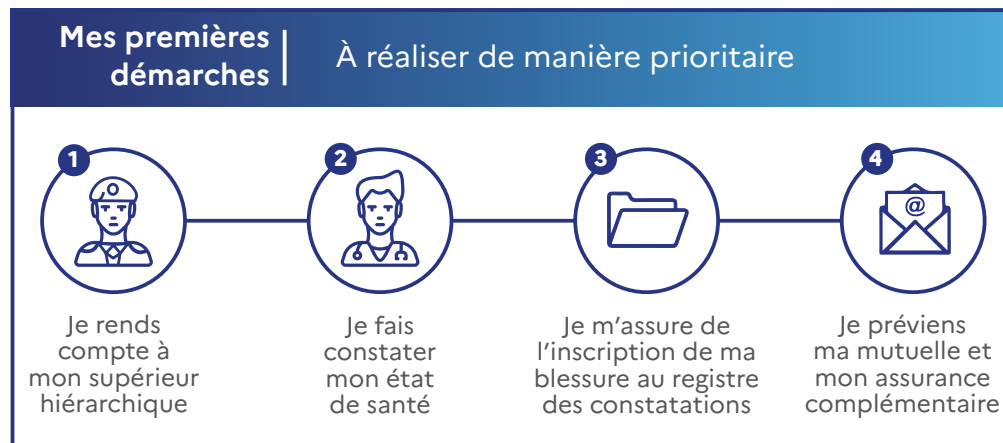 Mes premières
démarches
À réaliser de manière prioritaire
1
Je rends
compte à
mon supérieur
hiérarchique
2
Je fais
constater
mon état
de santé
3
Je m’assure de
l’inscription de ma
blessure au registre
des constatations
4
@
Je préviens
ma mutuelle et
mon assurance
complémentaire